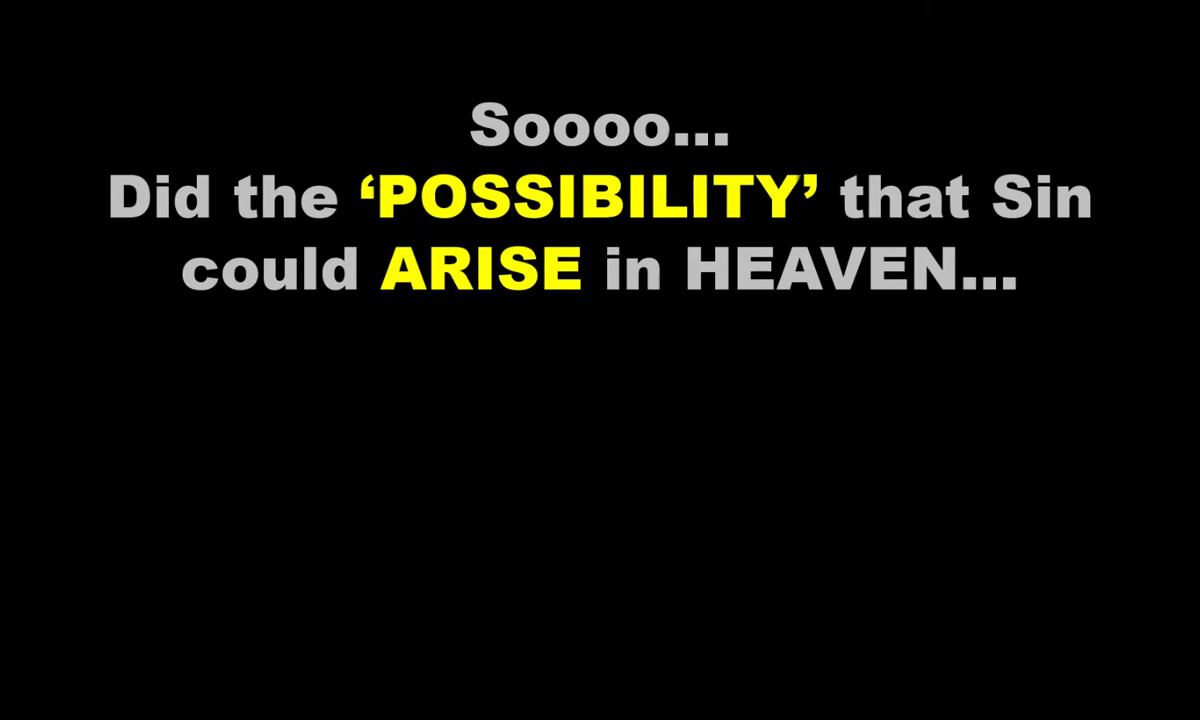 Soooo…
Did the ‘POSSIBILITY’ that Sin
could ARISE in HEAVEN…